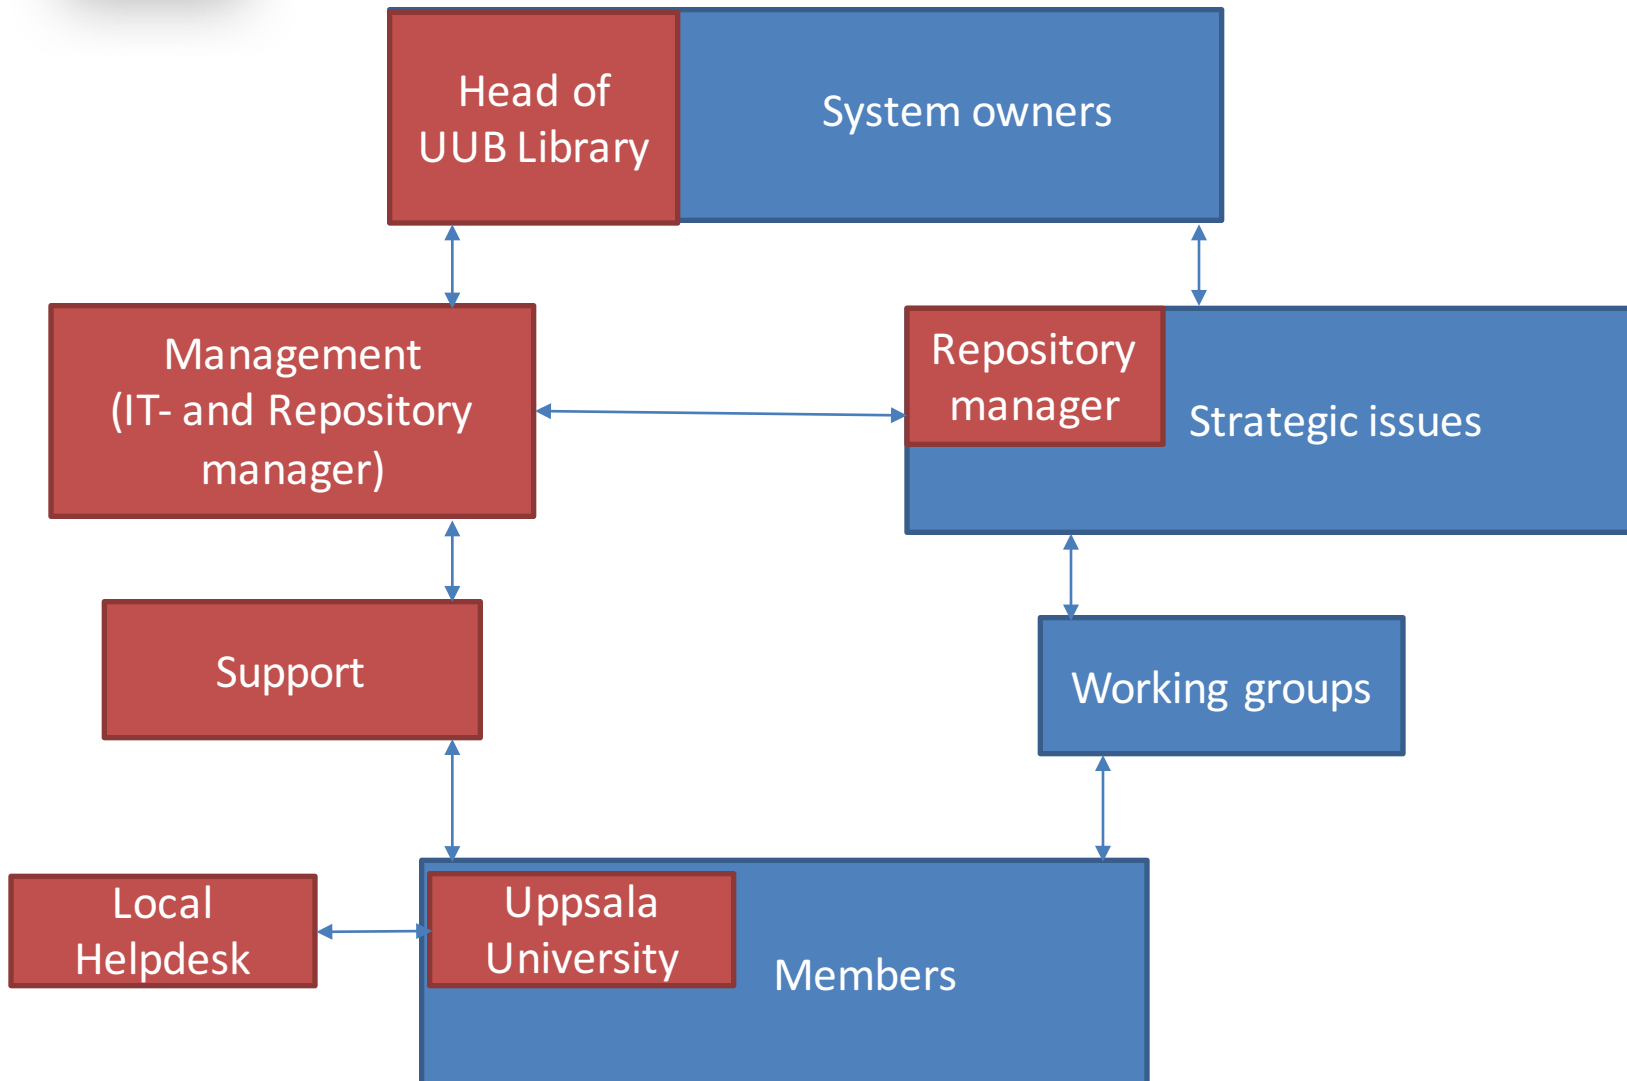 Head of
UUB Library
System owners
Management
(IT- and Repository
manager)
Repository
manager
Strategic issues
Support
Working groups
Local
Helpdesk
Uppsala
University
Members